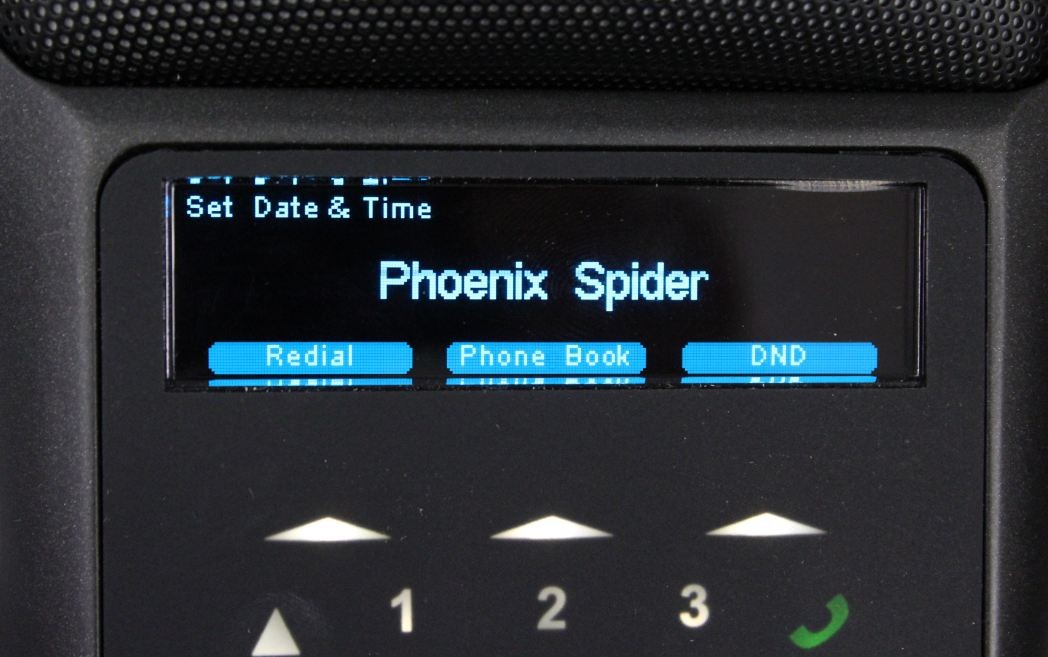 Set Date & Time
Phoenix Spider
Redial Phone Book DND
1 2 3